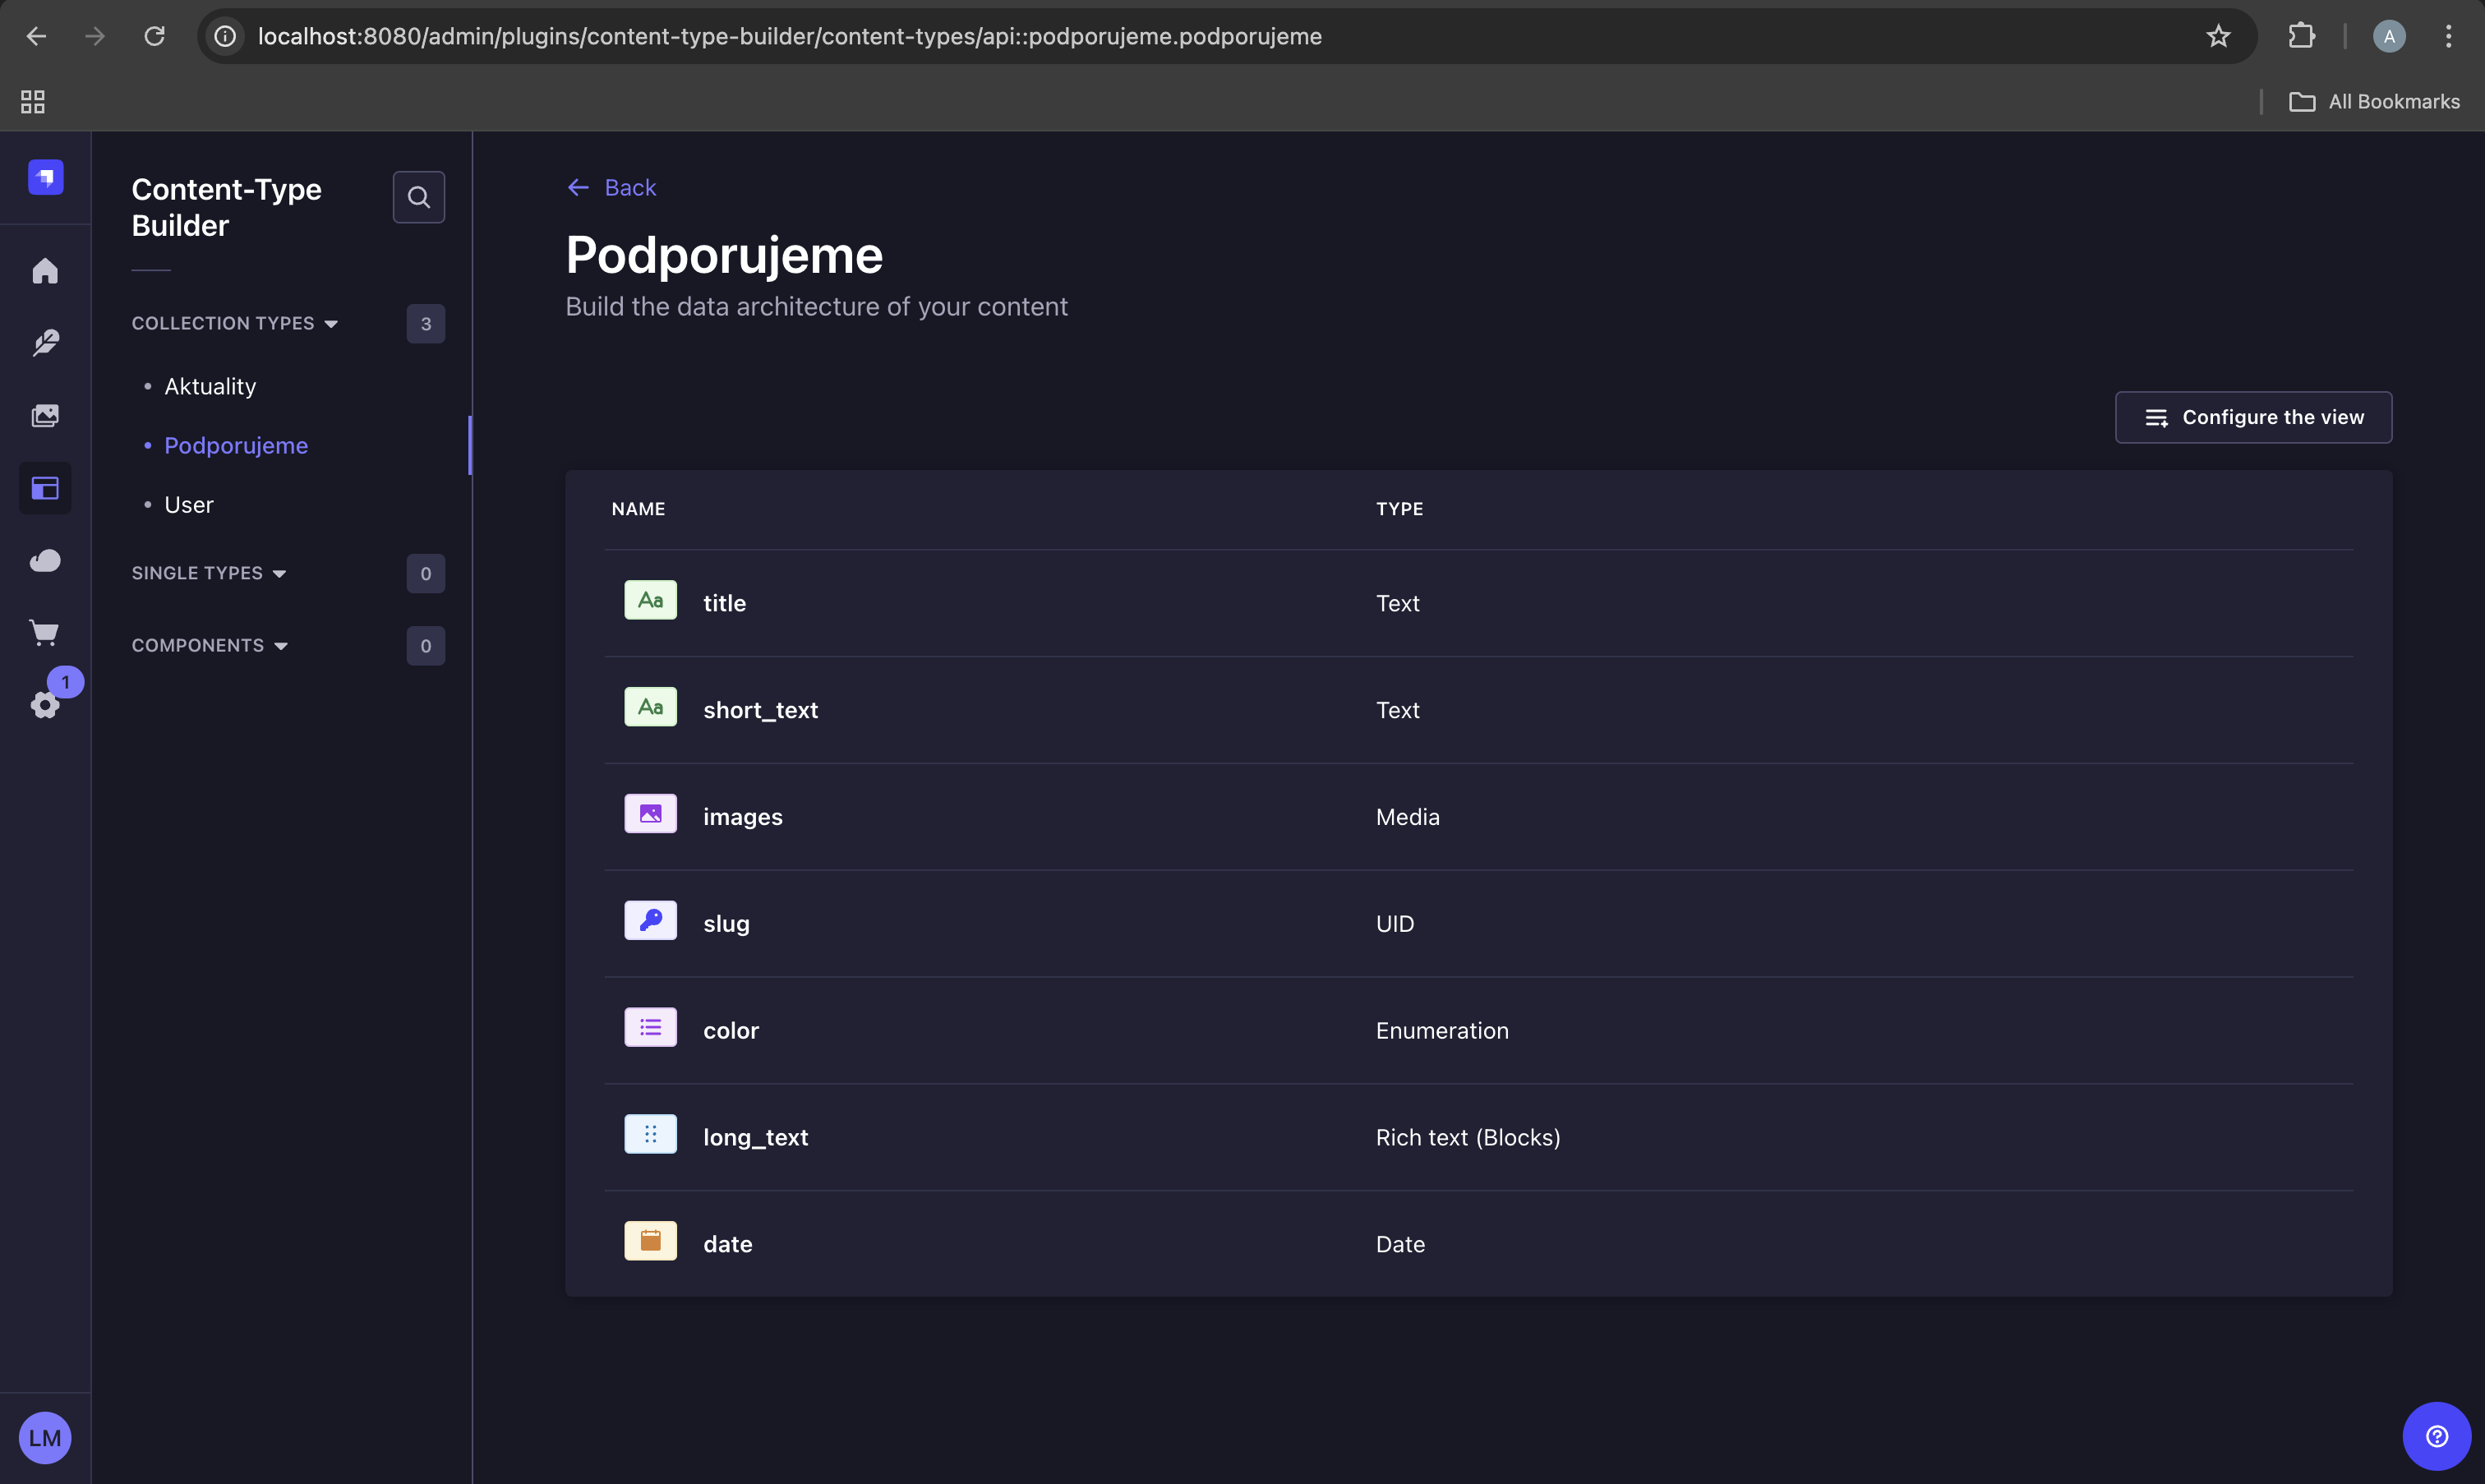 localhost:8080/admin/plugins/content-type-builder/content-types/api::podporujeme.podporujeme
A
All Bookmarks
Content-Type
Builder
COLLECTION TYPES
3
Aktuality
Podporujeme
User
SINGLE TYPES
0
COMPONENTS
0
1
LM
Back
Podporujeme
Build the data architecture of your content
Configure the view
NAME TYPE
Aa title Text
Aa short_text Text
images Media
slug UID
color Enumeration
long_text Rich text (Blocks)
date Date